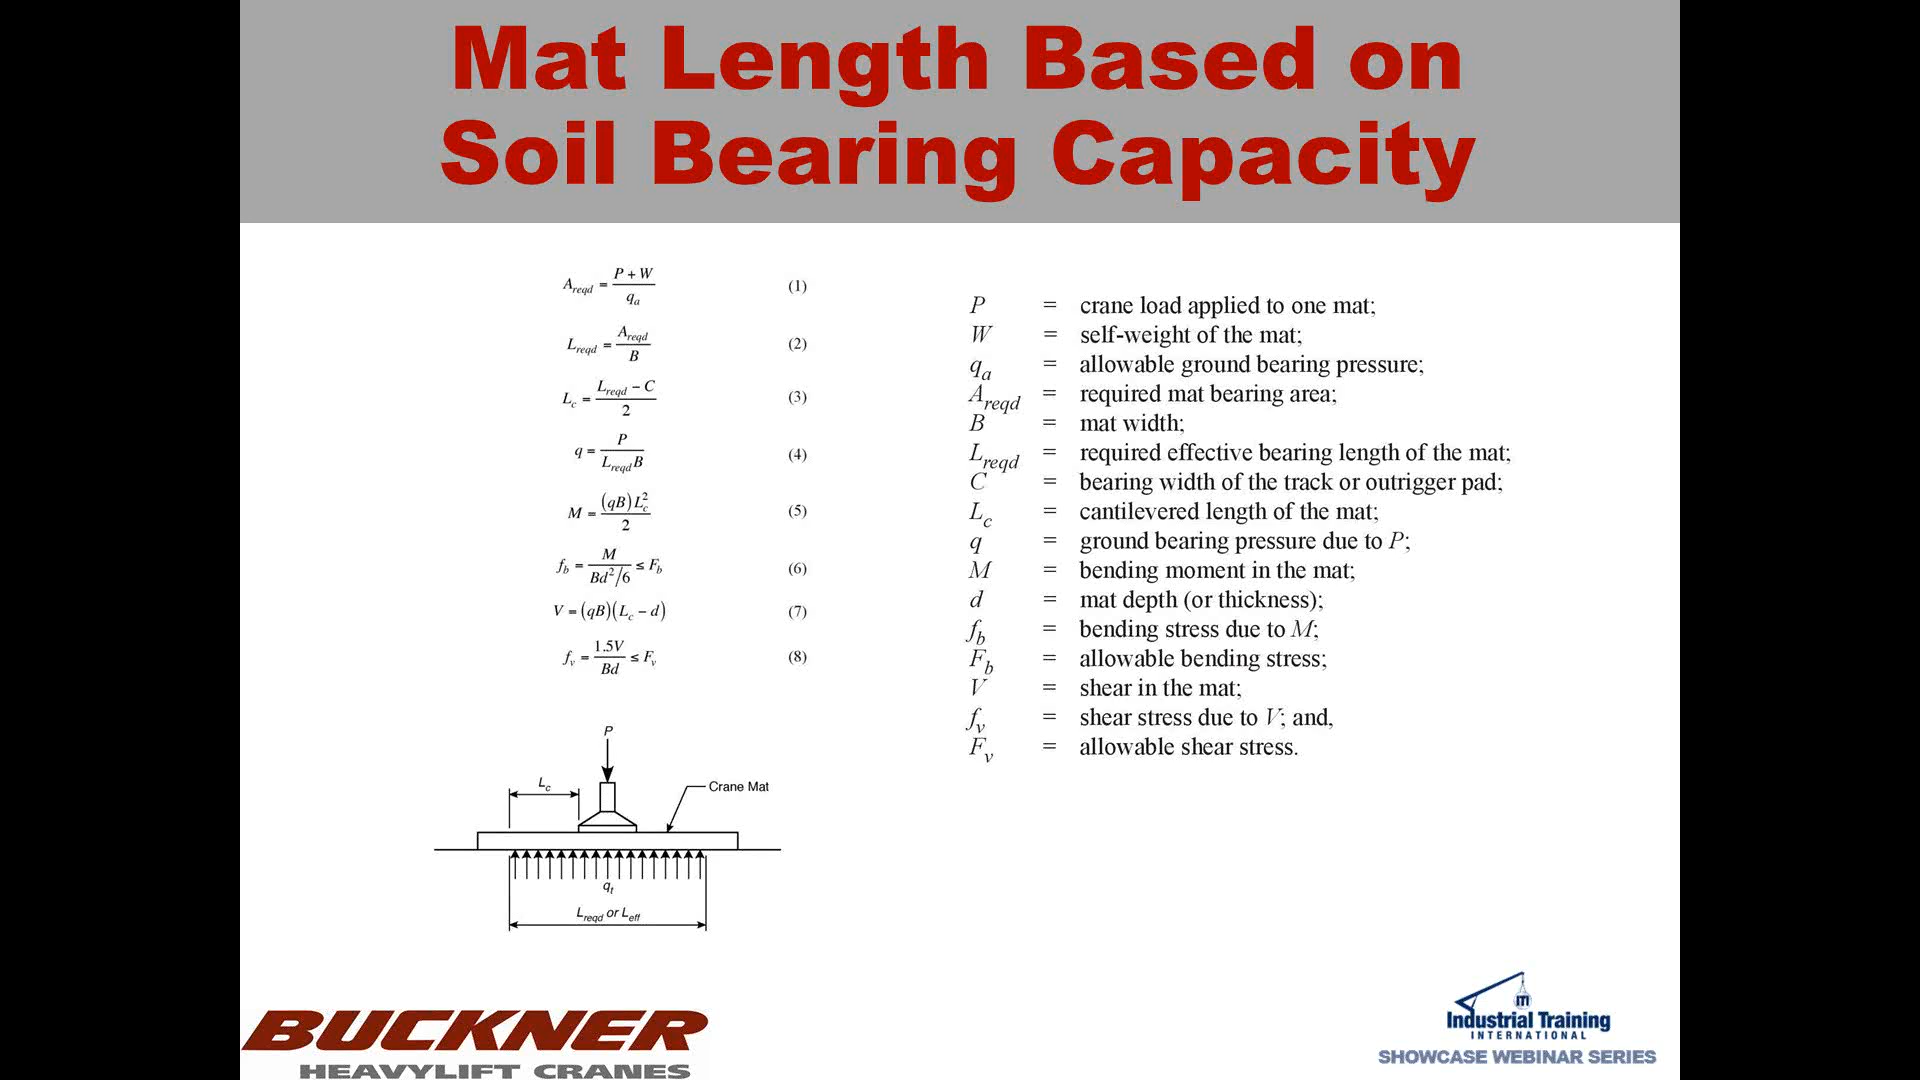 Mat Length Based on
Soil Bearing Capacity
A_reqd = (P + W) / q_a (1)
L_reqd = A_reqd / B (2)
L_c = (L_reqd − C) / 2 (3)
q = P / (L_reqd B) (4)
M = (qB) L_c² / 2 (5)
f_b = M / (Bd²/6) ≤ F_b (6)
V = (qB)(L_c − d) (7)
f_v = 1.5V / (Bd) ≤ F_v (8)
P = crane load applied to one mat;
W = self-weight of the mat;
q_a = allowable ground bearing pressure;
A_reqd = required mat bearing area;
B = mat width;
L_reqd = required effective bearing length of the mat;
C = bearing width of the track or outrigger pad;
L_c = cantilevered length of the mat;
q = ground bearing pressure due to P;
M = bending moment in the mat;
d = mat depth (or thickness);
f_b = bending stress due to M;
F_b = allowable bending stress;
V = shear in the mat;
f_v = shear stress due to V; and,
F_v = allowable shear stress.
P
L_c
Crane Mat
q_t
L_reqd or L_eff
BUCKNER
HEAVYLIFT CRANES
ITI
Industrial Training
INTERNATIONAL
SHOWCASE WEBINAR SERIES